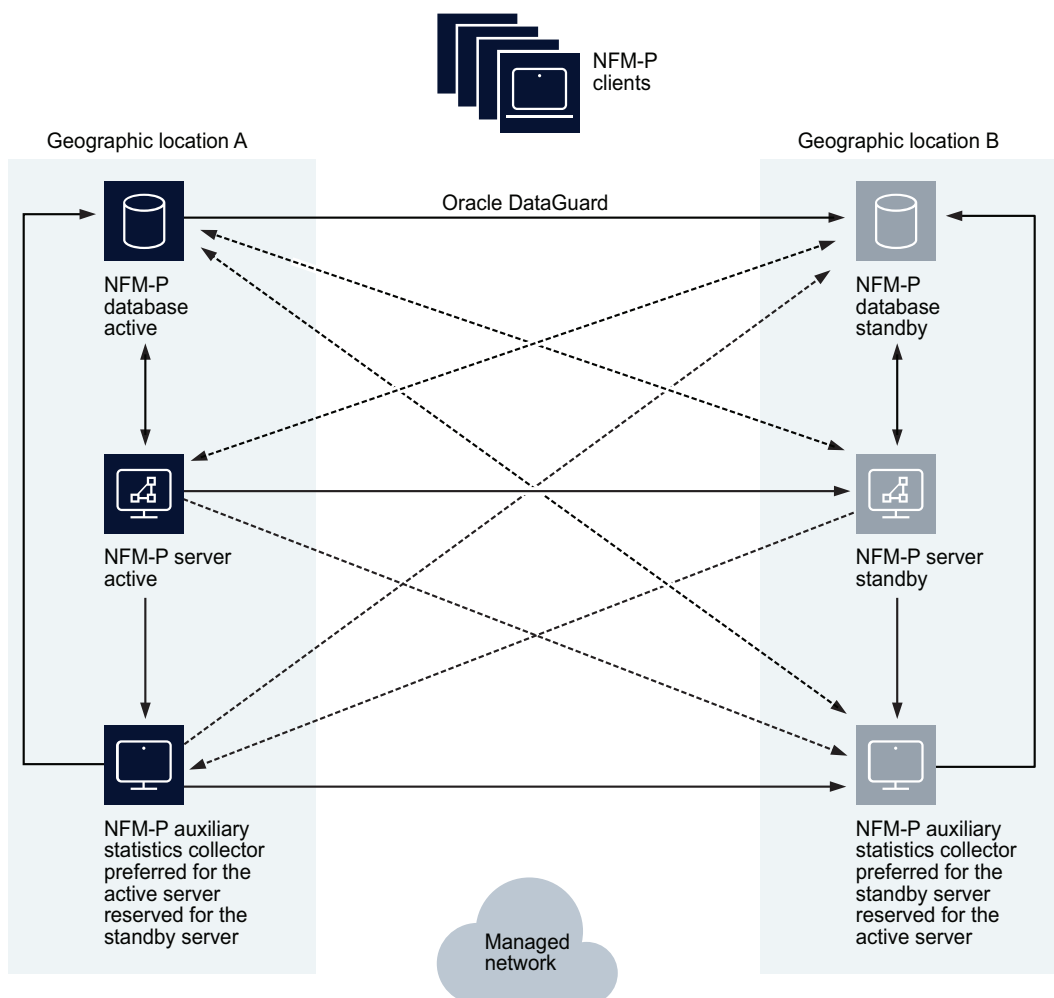 NFM-P
clients
Geographic location A
Geographic location B
Oracle DataGuard
NFM-P
database
active
NFM-P
database
standby
NFM-P server
active
NFM-P server
standby
NFM-P auxiliary
statistics collector
preferred for the
active server
reserved for the
standby server
NFM-P auxiliary
statistics collector
preferred for the
standby server
reserved for the
active server
Managed
network